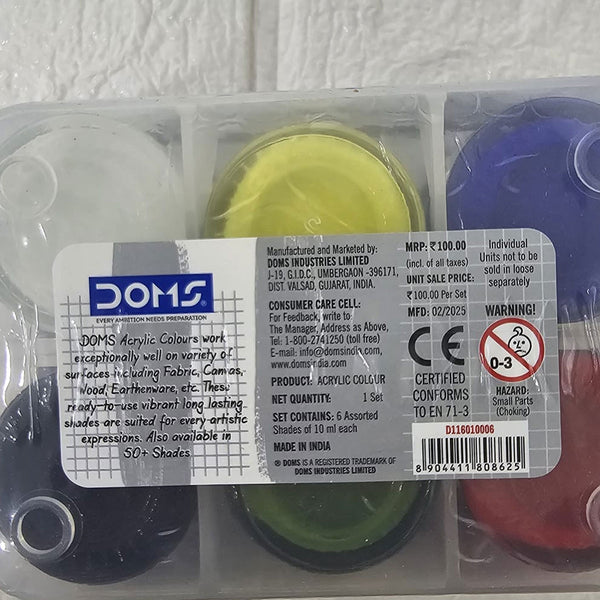 DOMS®
EVERY AMBITION NEEDS PREPARATION
DOMS Acrylic Colours work
exceptionally well on variety of
surfaces including Fabric, Canvas,
Wood, Earthenware, etc. These
ready-to-use vibrant long lasting
shades are suited for every artistic
expressions. Also available in
50+ Shades
Manufactured and Marketed by:
DOMS INDUSTRIES LIMITED
J-19, G.I.D.C., UMBERGAON -396171,
DIST. VALSAD, GUJARAT, INDIA.
CONSUMER CARE CELL:
For Feedback, write to
The Manager, Address as Above,
Tel: 1-800-2741250 (toll free)
E-mail: info@domsindia.com
domsindia.com
PRODUCT: ACRYLIC COLOUR
NET QUANTITY: 1 Set
SET CONTAINS: 6 Assorted
Shades of 10 ml each
MADE IN INDIA
® DOMS IS A REGISTERED TRADEMARK OF
DOMS INDUSTRIES LIMITED
MRP: ₹100.00
(incl. of all taxes)
UNIT SALE PRICE:
₹100.00 Per Set
MFD: 02/2025
CE
CERTIFIED
CONFORMS
TO EN 71-3
Individual
Units not to be
sold in loose
separately
WARNING!
0-3
HAZARD:
Small Parts
(Choking)
D116010006
8904411808625